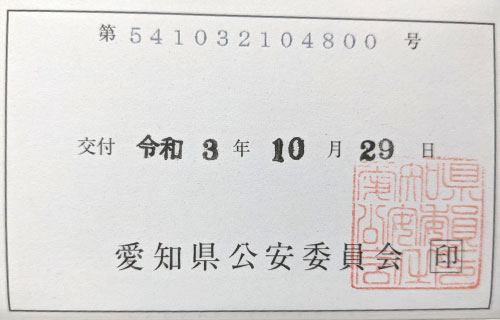 第 541032104800 号
交付 令和 3 年 10 月 29 日
愛知県公安委員会 印